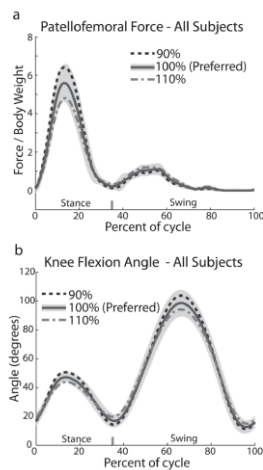 a
Patellofemoral Force - All Subjects
8
6
4
2
0
Force / Body Weight
90%
100% (Preferred)
110%
Stance
Swing
0 20 40 60 80 100
Percent of cycle
b
Knee Flexion Angle - All Subjects
120
100
80
60
40
20
0
Angle (degrees)
90%
100% (Preferred)
110%
Stance
Swing
0 20 40 60 80 100
Percent of cycle